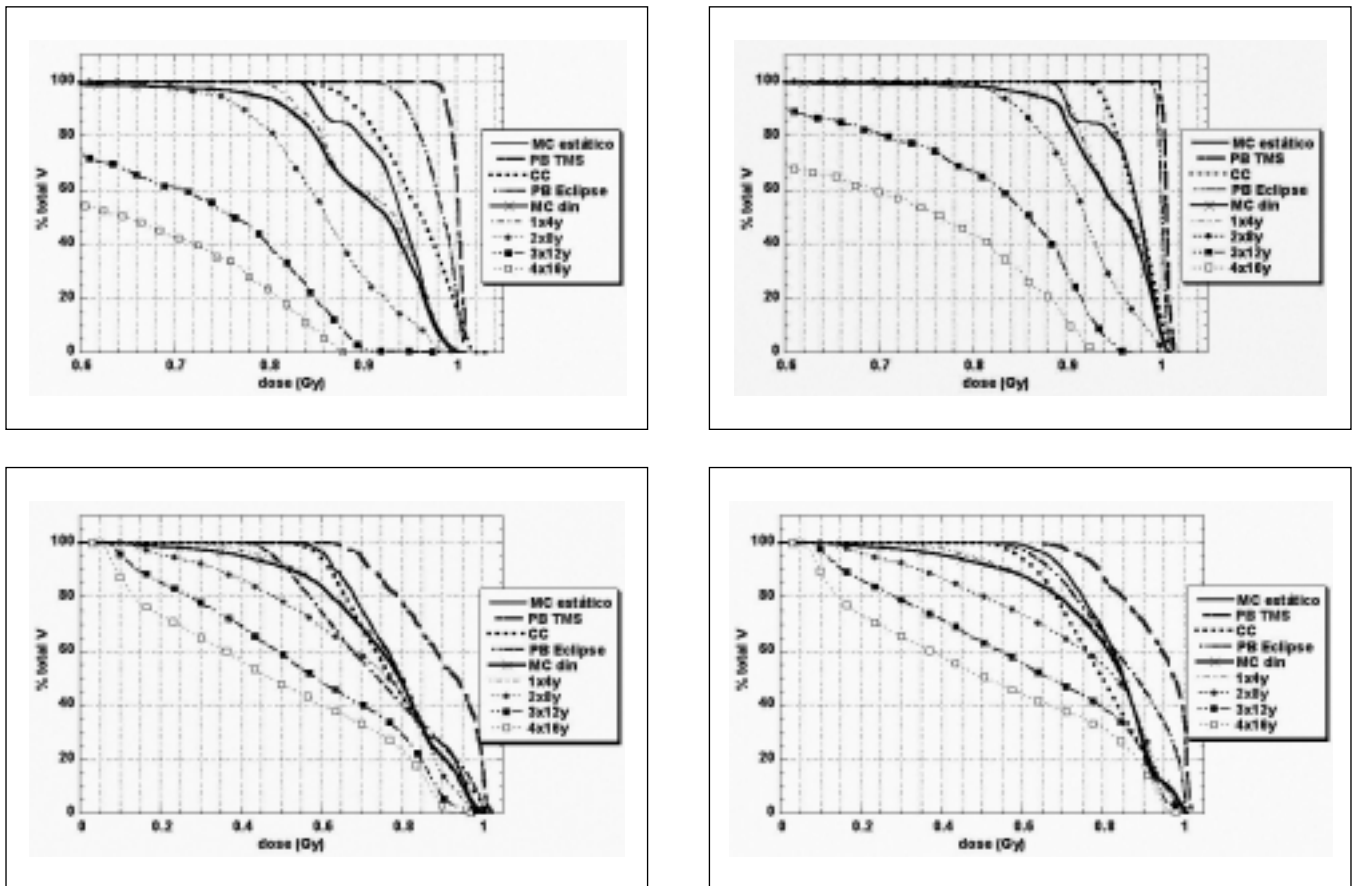 100
80
60
40
20
0
% total V
0.6
0.7
0.8
0.9
1
dose (Gy)
MC estático
PB TMS
CC
PB Eclipse
MC din
1x4y
2x8y
3x12y
4x16y
100
80
60
40
20
0
% total V
0.6
0.7
0.8
0.9
1
dose (Gy)
MC estático
PB TMS
CC
PB Eclipse
MC din
1x4y
2x8y
3x12y
4x16y
100
80
60
40
20
0
% total V
0
0.2
0.4
0.6
0.8
1
dose (Gy)
MC estático
PB TMS
CC
PB Eclipse
MC din
1x4y
2x8y
3x12y
4x16y
100
80
60
40
20
0
% total V
0
0.2
0.4
0.6
0.8
1
dose (Gy)
MC estático
PB TMS
CC
PB Eclipse
MC din
1x4y
2x8y
3x12y
4x16y